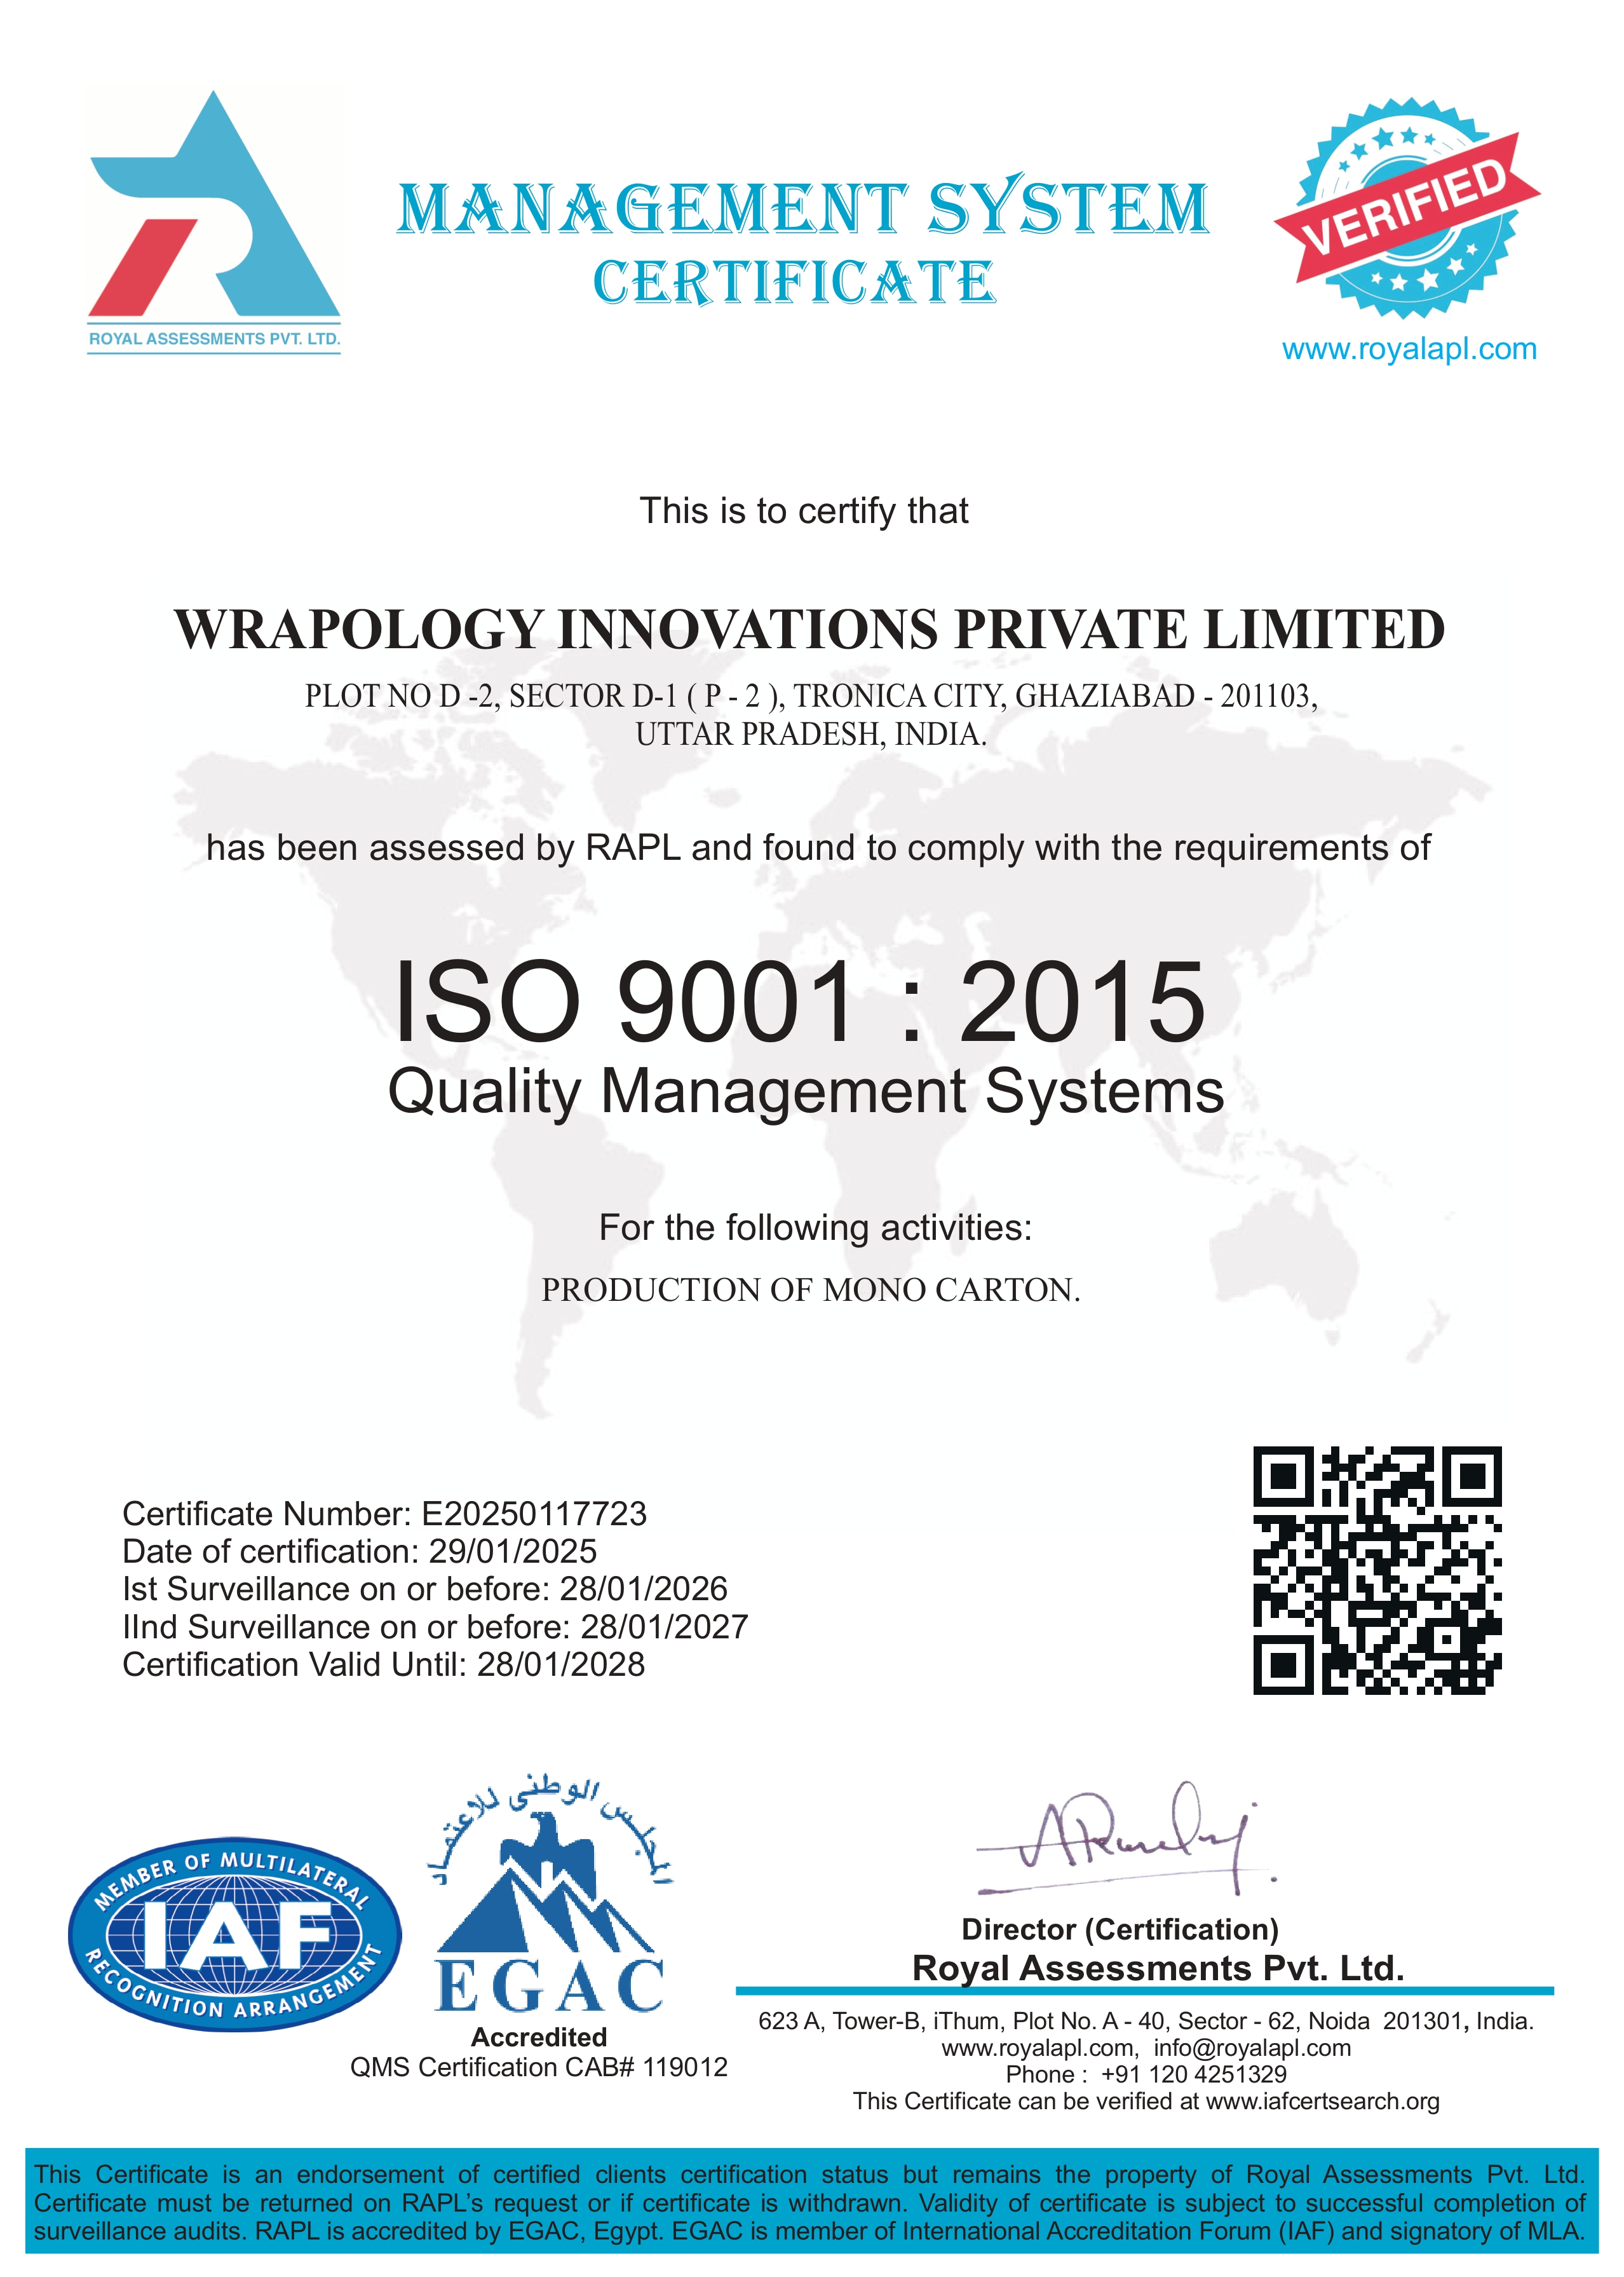 ROYAL ASSESSMENTS PVT. LTD.
MANAGEMENT SYSTEM
CERTIFICATE
VERIFIED
www.royalapl.com
This is to certify that
WRAPOLOGY INNOVATIONS PRIVATE LIMITED
PLOT NO D -2, SECTOR D-1 ( P - 2 ), TRONICA CITY, GHAZIABAD - 201103,
UTTAR PRADESH, INDIA.
has been assessed by RAPL and found to comply with the requirements of
ISO 9001 : 2015
Quality Management Systems
For the following activities:
PRODUCTION OF MONO CARTON.
Certificate Number: E20250117723
Date of certification: 29/01/2025
Ist Surveillance on or before: 28/01/2026
IInd Surveillance on or before: 28/01/2027
Certification Valid Until: 28/01/2028
MEMBER OF MULTILATERAL
IAF
RECOGNITION ARRANGEMENT
المجلس الوطنى للاعتماد
EGAC
Accredited
QMS Certification CAB# 119012
Director (Certification)
Royal Assessments Pvt. Ltd.
623 A, Tower-B, iThum, Plot No. A - 40, Sector - 62, Noida 201301, India.
www.royalapl.com, info@royalapl.com
Phone : +91 120 4251329
This Certificate can be verified at www.iafcertsearch.org
This Certificate is an endorsement of certified clients certification status but remains the property of Royal Assessments Pvt. Ltd.
Certificate must be returned on RAPL's request or if certificate is withdrawn. Validity of certificate is subject to successful completion of
surveillance audits. RAPL is accredited by EGAC, Egypt. EGAC is member of International Accreditation Forum (IAF) and signatory of MLA.